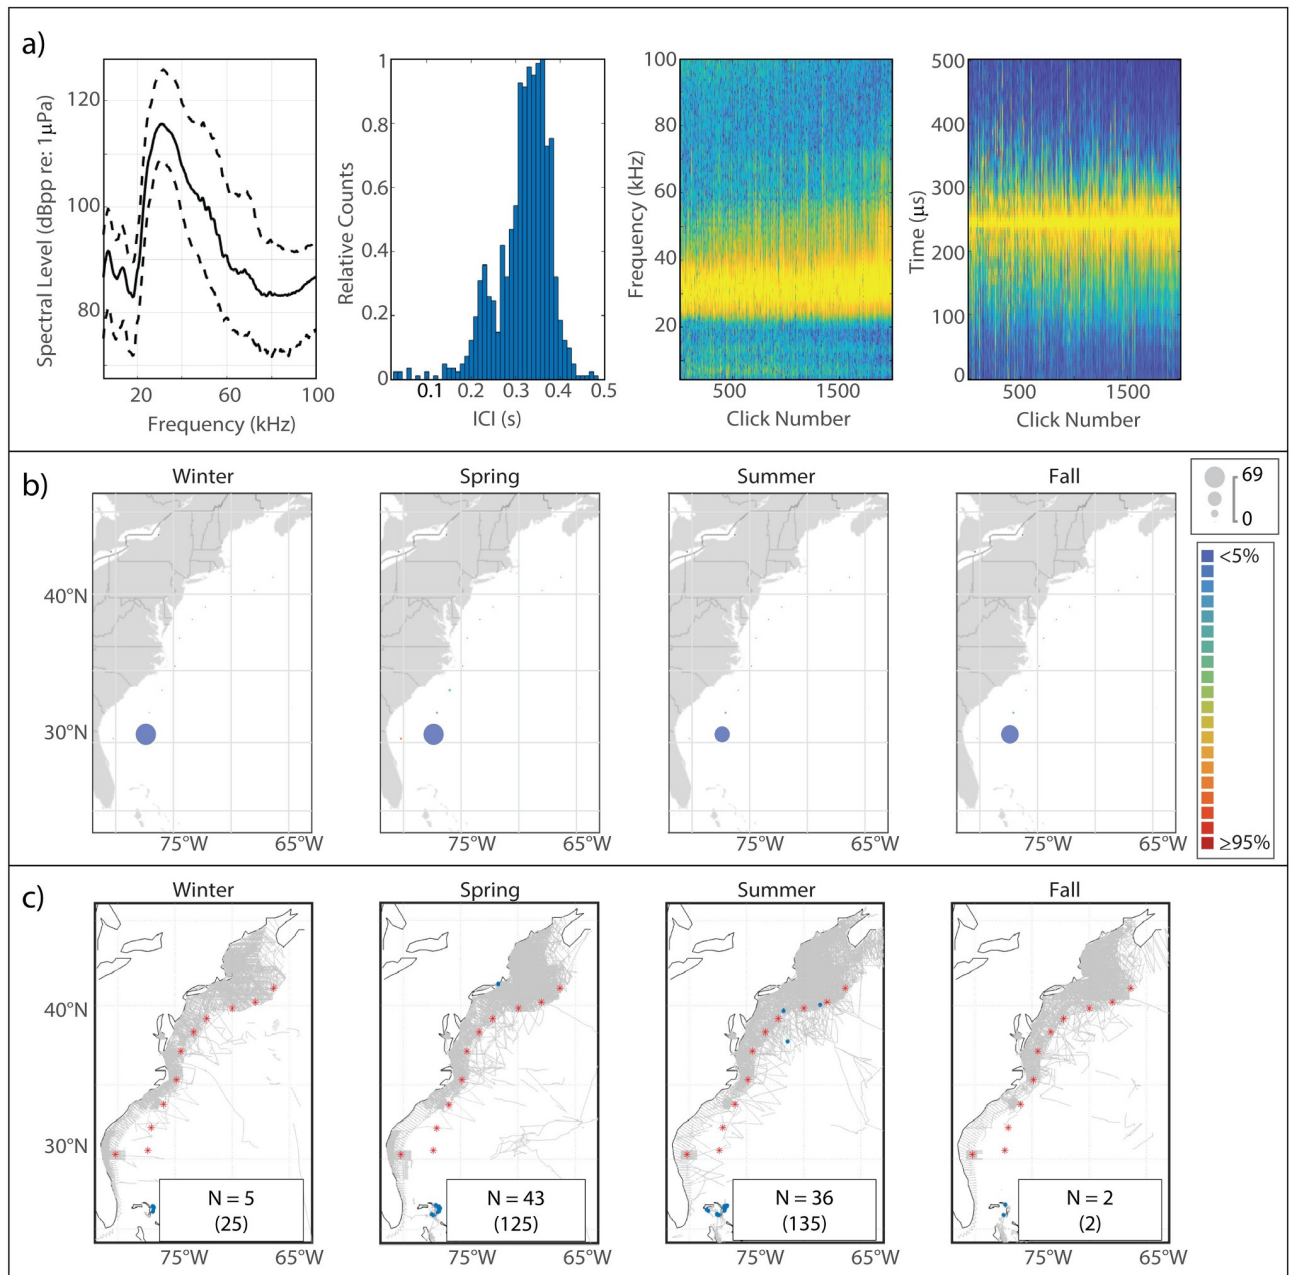 a)
120
100
80
Spectral Level (dBpp re: 1μPa)
20 60 100
Frequency (kHz)
1
0.8
0.6
0.4
0.2
0
Relative Counts
0.1 0.2 0.3 0.4 0.5
ICI (s)
100
80
60
40
20
Frequency (kHz)
500 1500
Click Number
500
400
300
200
100
0
Time (μs)
500 1500
Click Number
b)
Winter Spring Summer Fall
40°N
30°N
75°W 65°W 75°W 65°W 75°W 65°W 75°W 65°W
69
0
<5%
≥95%
c)
Winter Spring Summer Fall
40°N
30°N
N = 5
(25)
N = 43
(125)
N = 36
(135)
N = 2
(2)
75°W 65°W 75°W 65°W 75°W 65°W 75°W 65°W